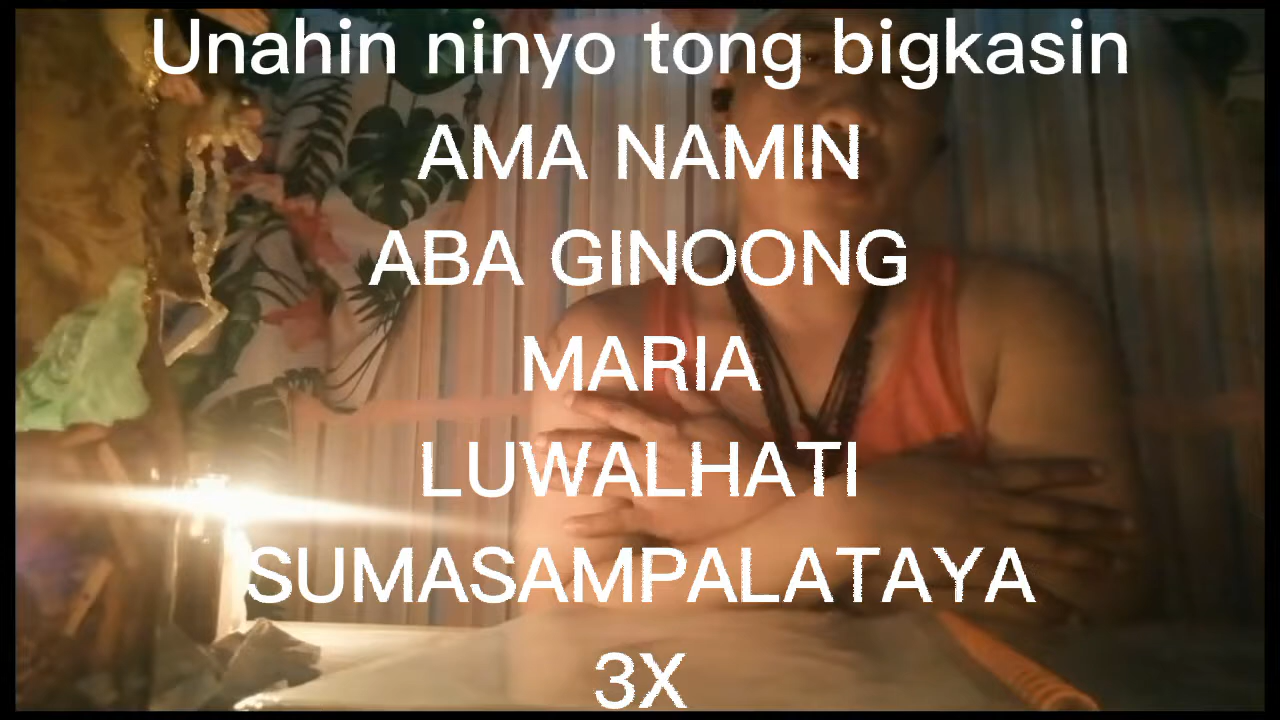 Unahin ninyo tong bigkasin
AMA NAMIN
ABA GINOONG
MARIA
LUWALHATI
SUMASAMPALATAYA
3X